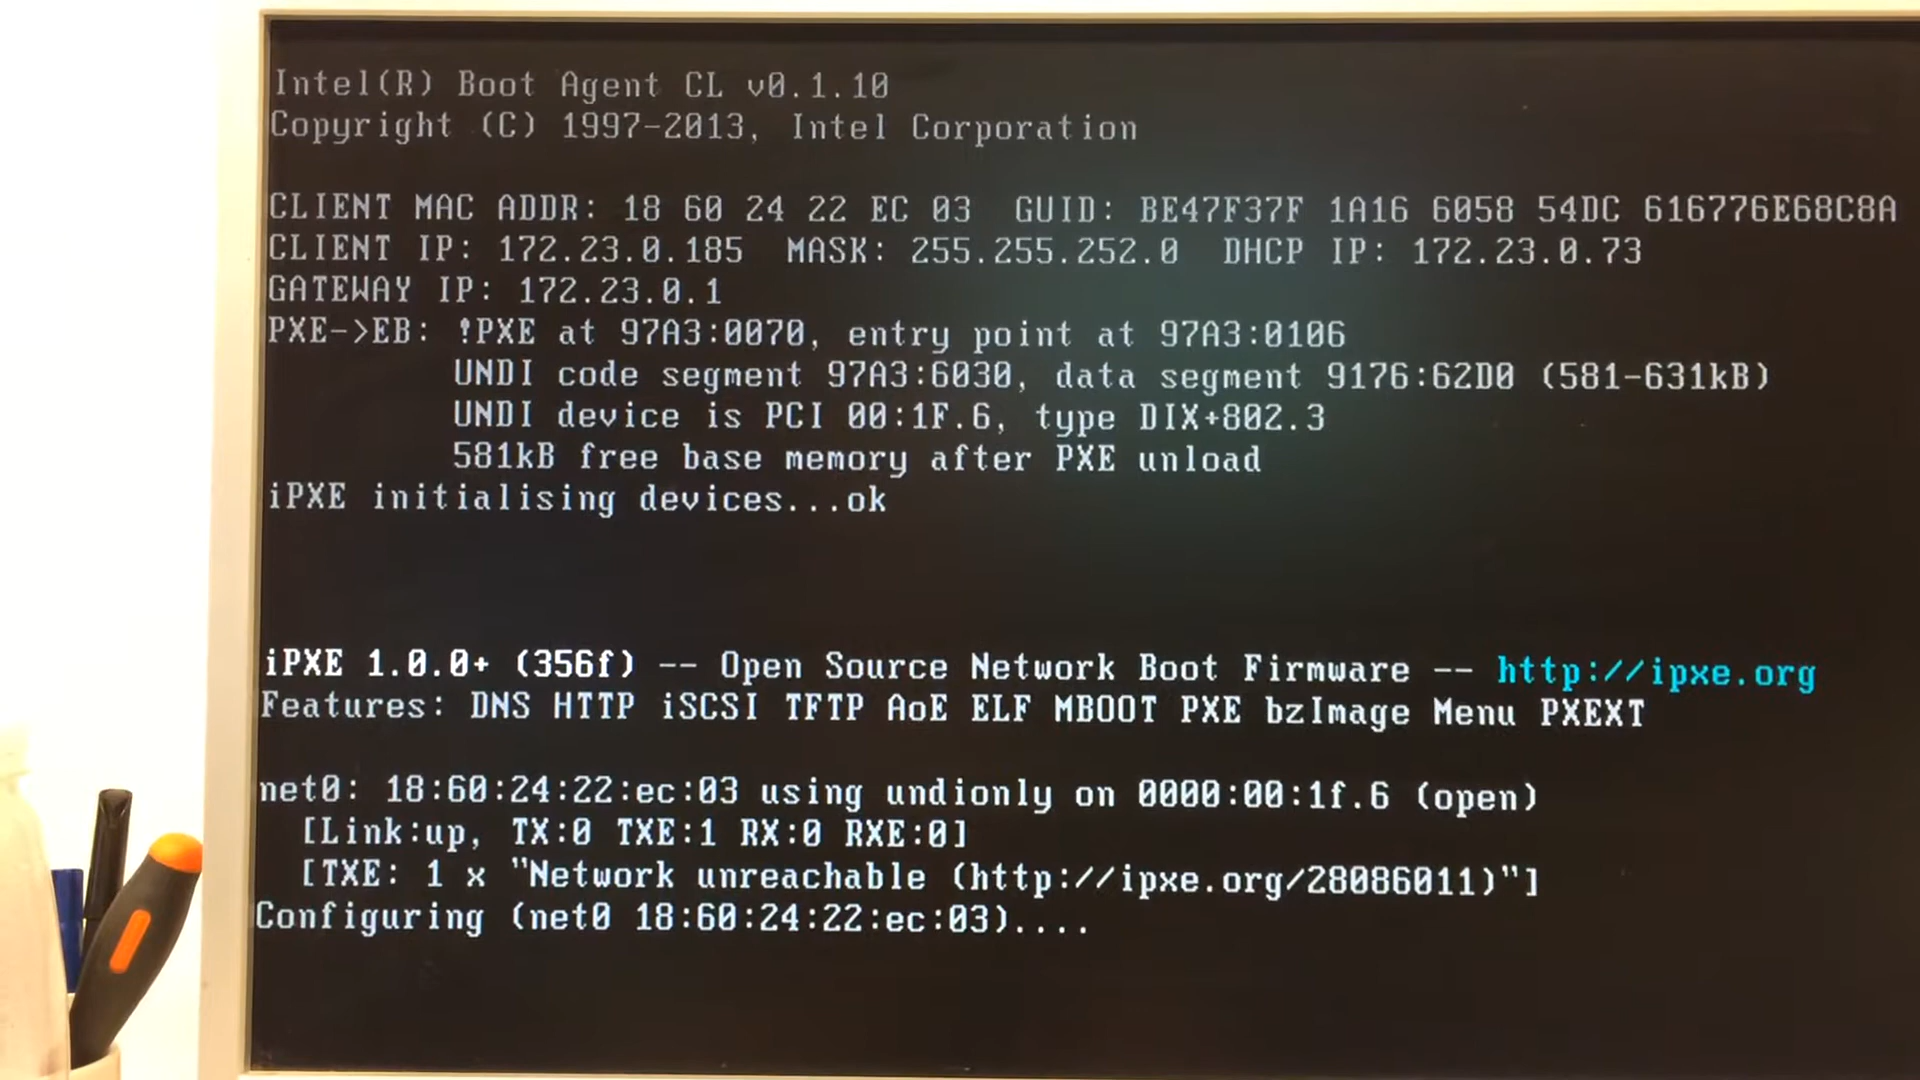 Intel(R) Boot Agent CL v0.1.10
Copyright (C) 1997-2013, Intel Corporation
CLIENT MAC ADDR: 18 60 24 22 EC 03  GUID: BE47F37F 1A16 6058 54DC 616776E68C8A
CLIENT IP: 172.23.0.185  MASK: 255.255.252.0  DHCP IP: 172.23.0.73
GATEWAY IP: 172.23.0.1
PXE->EB: !PXE at 97A3:0070, entry point at 97A3:0106
UNDI code segment 97A3:6030, data segment 9176:62D0 (581-631kB)
UNDI device is PCI 00:1F.6, type DIX+802.3
581kB free base memory after PXE unload
iPXE initialising devices...ok
iPXE 1.0.0+ (356f) -- Open Source Network Boot Firmware -- http://ipxe.org
Features: DNS HTTP iSCSI TFTP AoE ELF MBOOT PXE bzImage Menu PXEXT
net0: 18:60:24:22:ec:03 using undionly on 0000:00:1f.6 (open)
[Link:up, TX:0 TXE:1 RX:0 RXE:0]
[TXE: 1 x "Network unreachable (http://ipxe.org/28086011)"]
Configuring (net0 18:60:24:22:ec:03)....